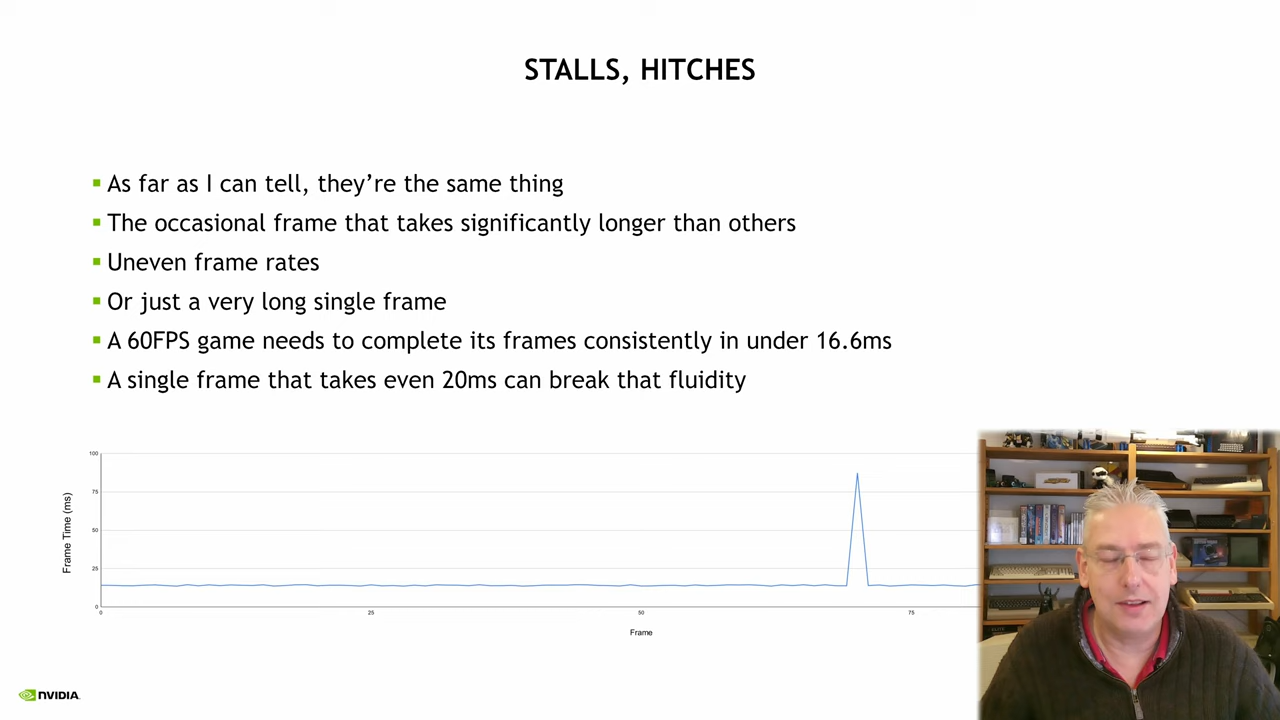 STALLS, HITCHES
▪ As far as I can tell, they’re the same thing
▪ The occasional frame that takes significantly longer than others
▪ Uneven frame rates
▪ Or just a very long single frame
▪ A 60FPS game needs to complete its frames consistently in under 16.6ms
▪ A single frame that takes even 20ms can break that fluidity
Frame Time (ms)
100
75
50
25
0
0 25 50 75
Frame
NVIDIA.